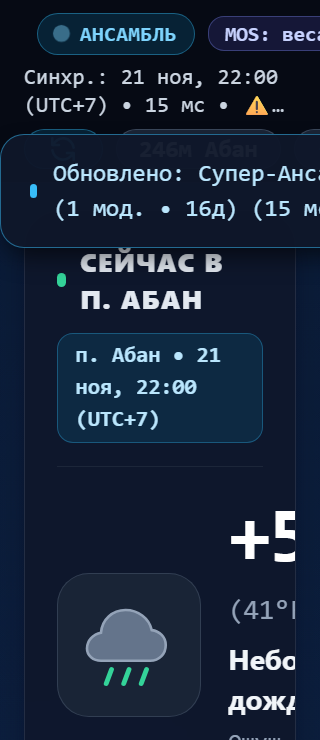 АНСАМБЛЬ
MOS: веса
Синхр.: 21 ноя, 22:00
(UTC+7) • 15 мс • ⚠️…
246м Абан
Обновлено: Супер-Анса
(1 мод. • 16д) (15 м
СЕЙЧАС В
П. АБАН
п. Абан • 21
ноя, 22:00
(UTC+7)
+5
(41°
Небо
дожд